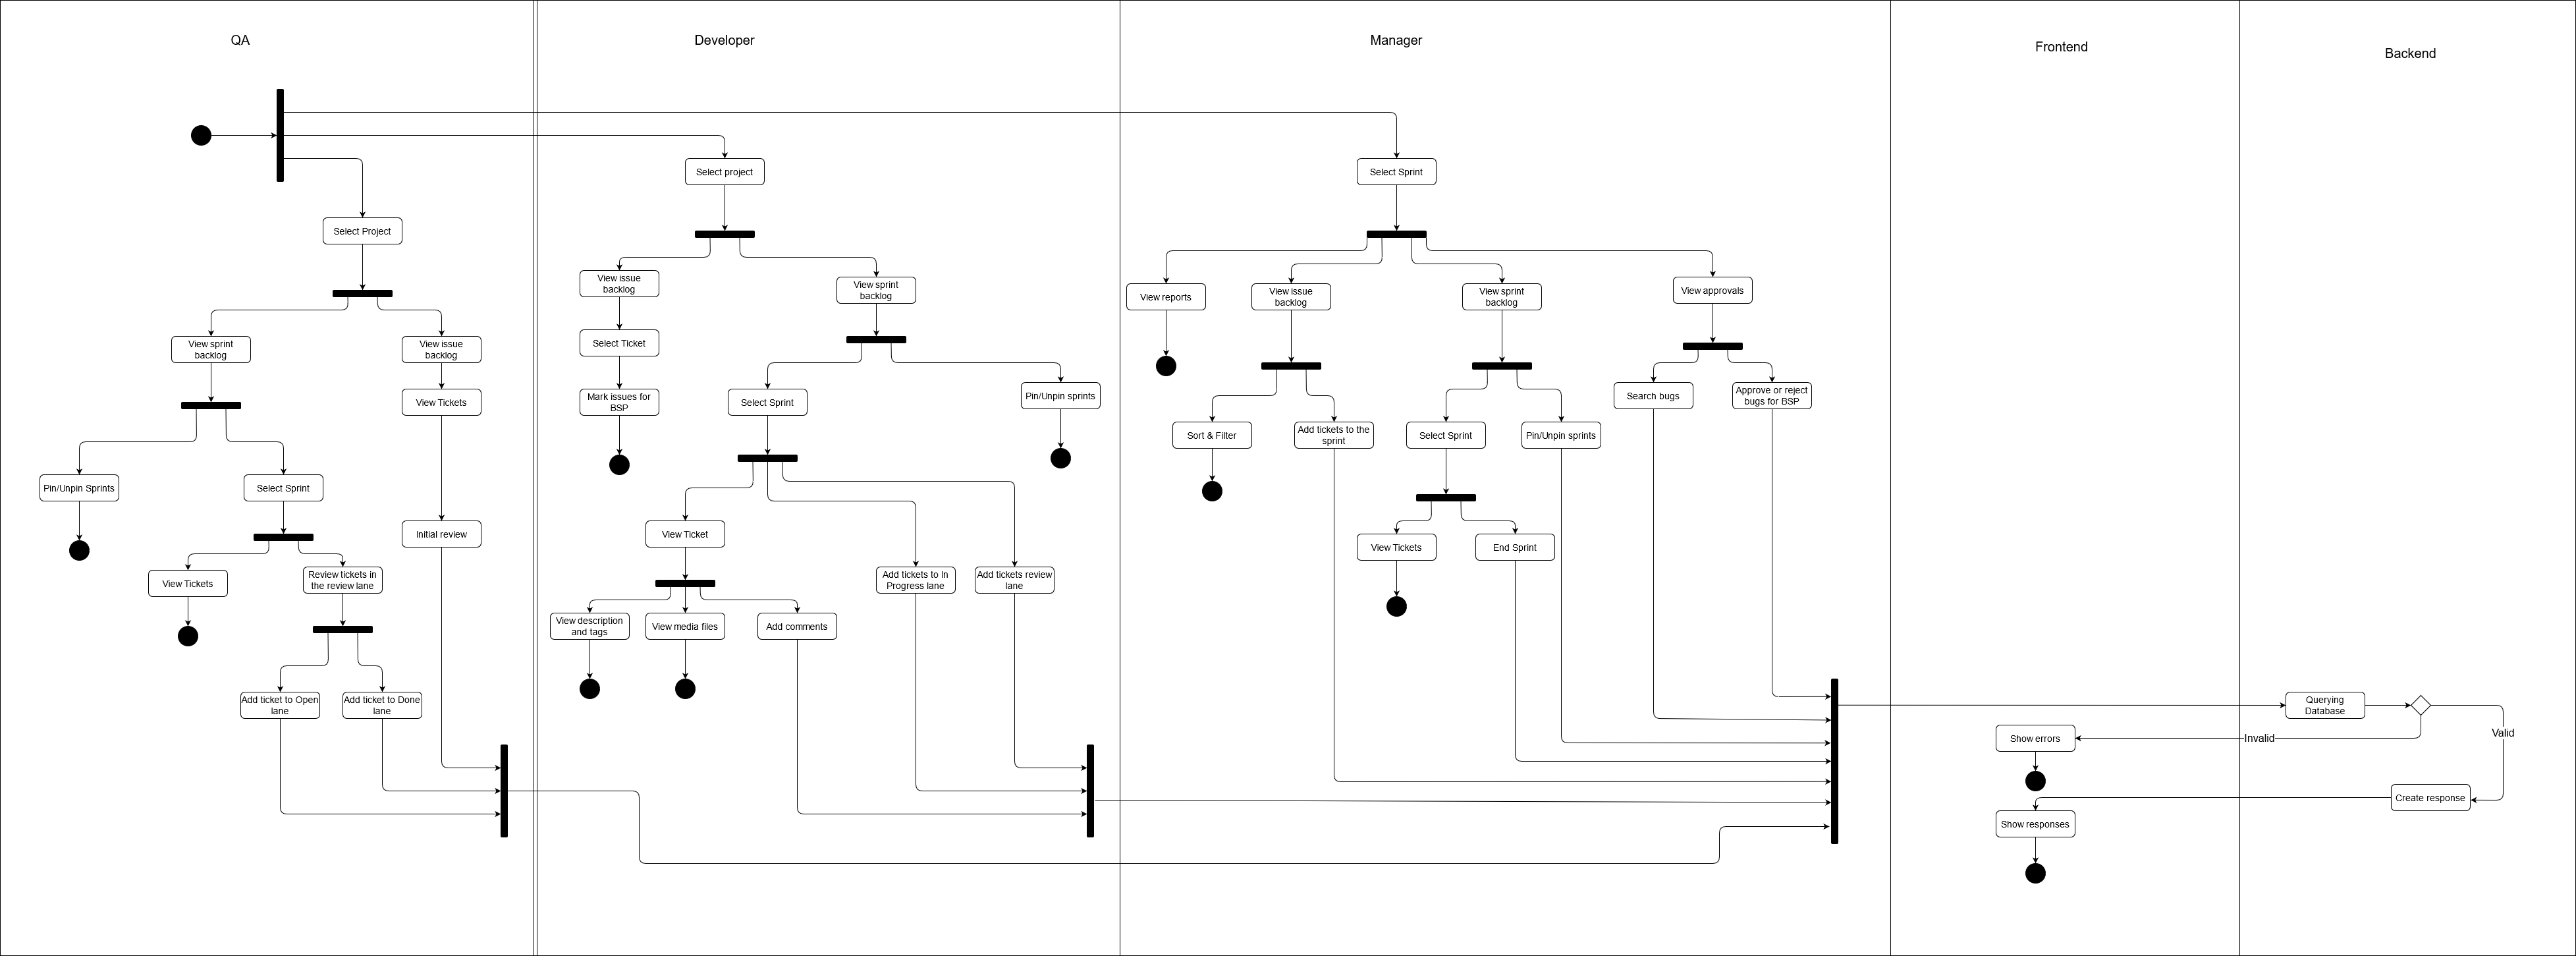 QA
Developer
Manager
Frontend
Backend
Select Project
View sprint
backlog
View issue
backlog
View Tickets
Pin/Unpin Sprints
Select Sprint
Initial review
View Tickets
Review tickets in
the review lane
Add ticket to Open
lane
Add ticket to Done
lane
Select project
View issue
backlog
View sprint
backlog
Select Ticket
Mark issues for
BSP
Select Sprint
Pin/Unpin sprints
View Ticket
Add tickets to In
Progress lane
Add tickets review
lane
View description
and tags
View media files
Add comments
Select Sprint
View reports
View issue
backlog
View sprint
backlog
View approvals
Sort & Filter
Add tickets to the
sprint
Select Sprint
Pin/Unpin sprints
Search bugs
Approve or reject
bugs for BSP
View Tickets
End Sprint
Show errors
Show responses
Querying
Database
Invalid
Valid
Create response